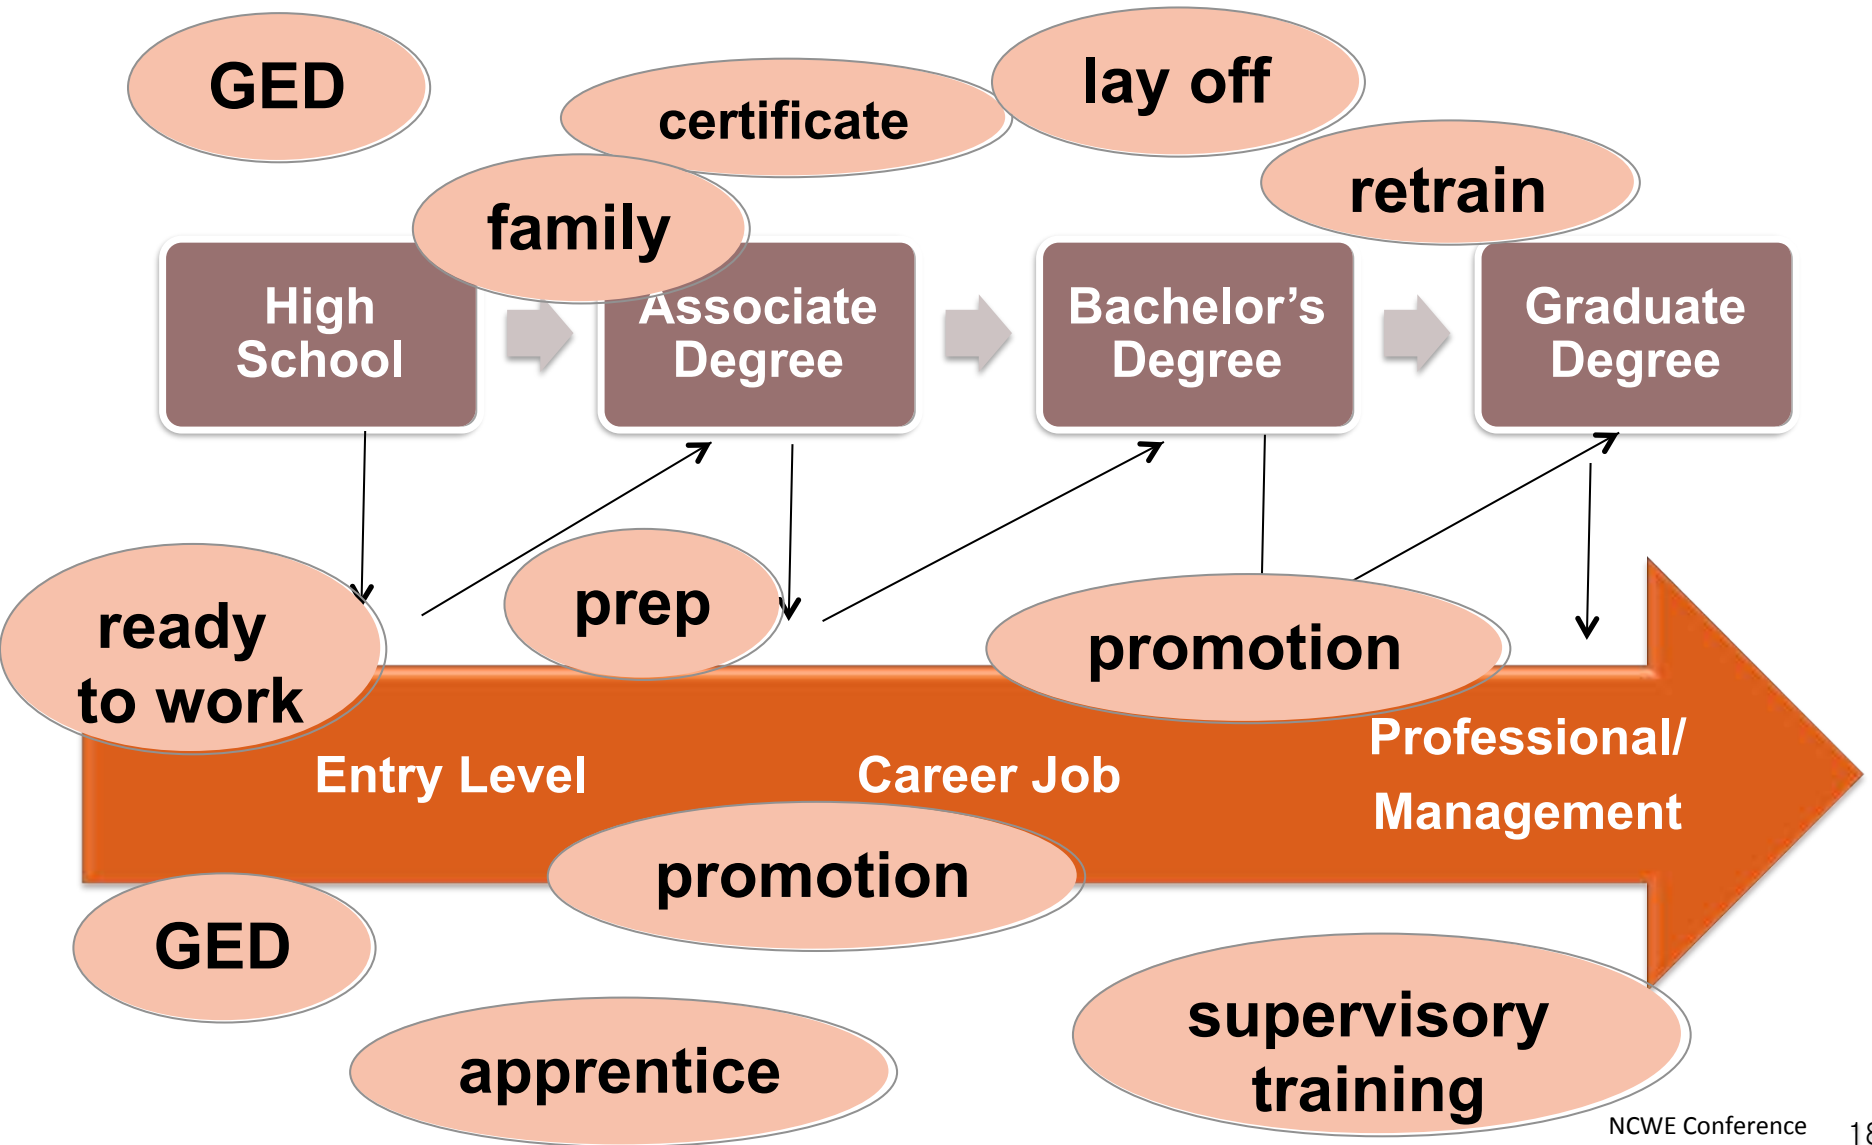 GED
lay off
certificate
retrain
family
High
School
Associate
Degree
Bachelor's
Degree
Graduate
Degree
ready
to work
prep
promotion
Entry Level
Career Job
Professional/
Management
promotion
GED
apprentice
supervisory
training
NCWE Conference